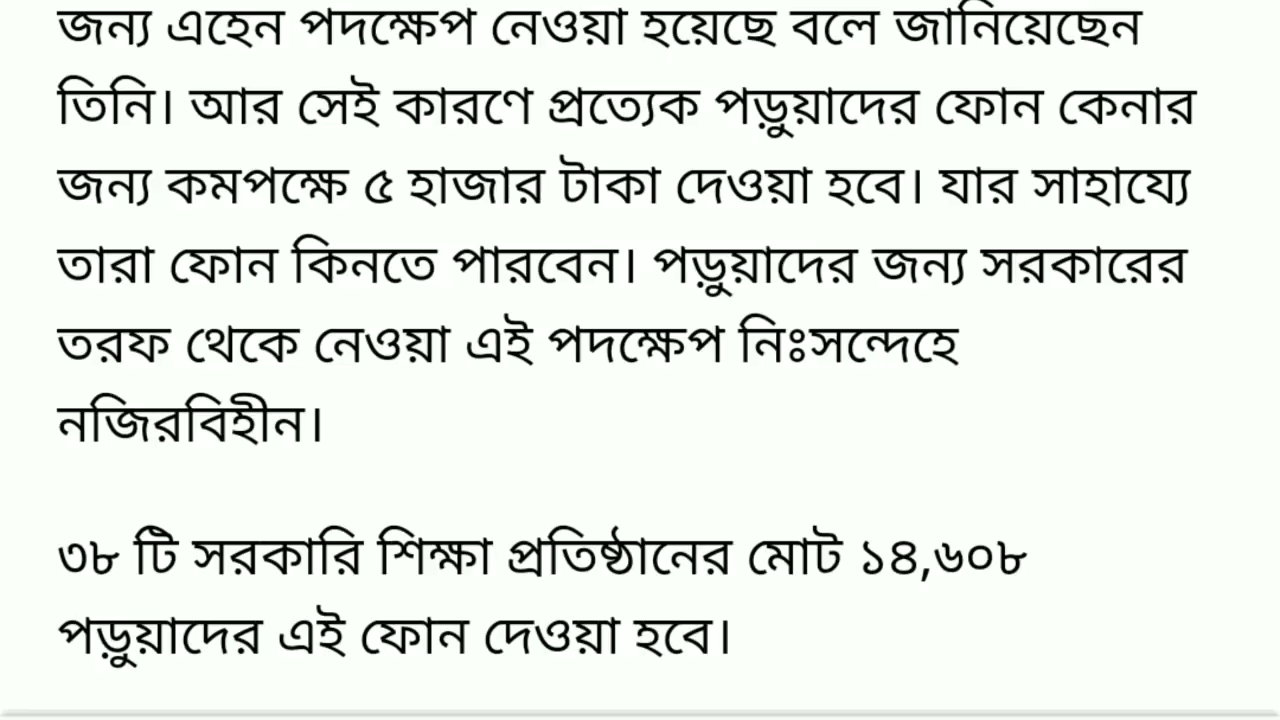 জন্য এহেন পদক্ষেপ নেওয়া হয়েছে বলে জানিয়েছেন
তিনি। আর সেই কারণে প্রত্যেক পড়ুয়াদের ফোন কেনার
জন্য কমপক্ষে ৫ হাজার টাকা দেওয়া হবে। যার সাহায্যে
তারা ফোন কিনতে পারবেন। পড়ুয়াদের জন্য সরকারের
তরফ থেকে নেওয়া এই পদক্ষেপ নিঃসন্দেহে
নজিরবিহীন।
৩৮ টি সরকারি শিক্ষা প্রতিষ্ঠানের মোট ১৪,৬০৮
পড়ুয়াদের এই ফোন দেওয়া হবে।